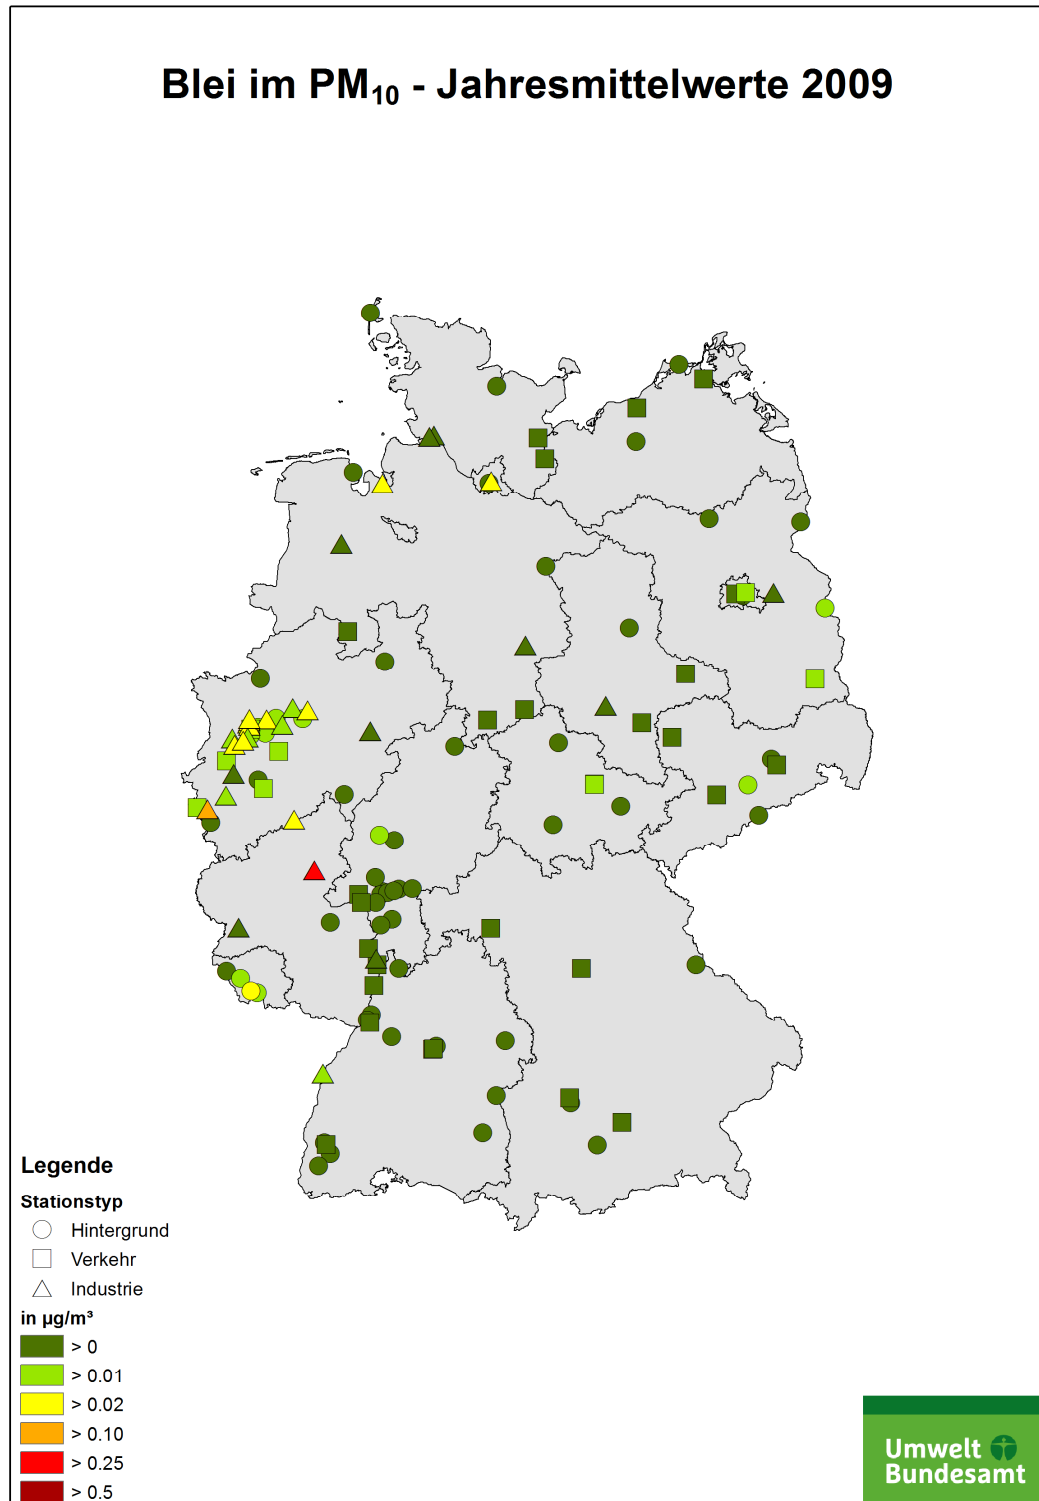 Blei im PM₁₀ - Jahresmittelwerte 2009
Legende
Stationstyp
Hintergrund
Verkehr
Industrie
in µg/m³
> 0
> 0.01
> 0.02
> 0.10
> 0.25
> 0.5
Umwelt
Bundesamt